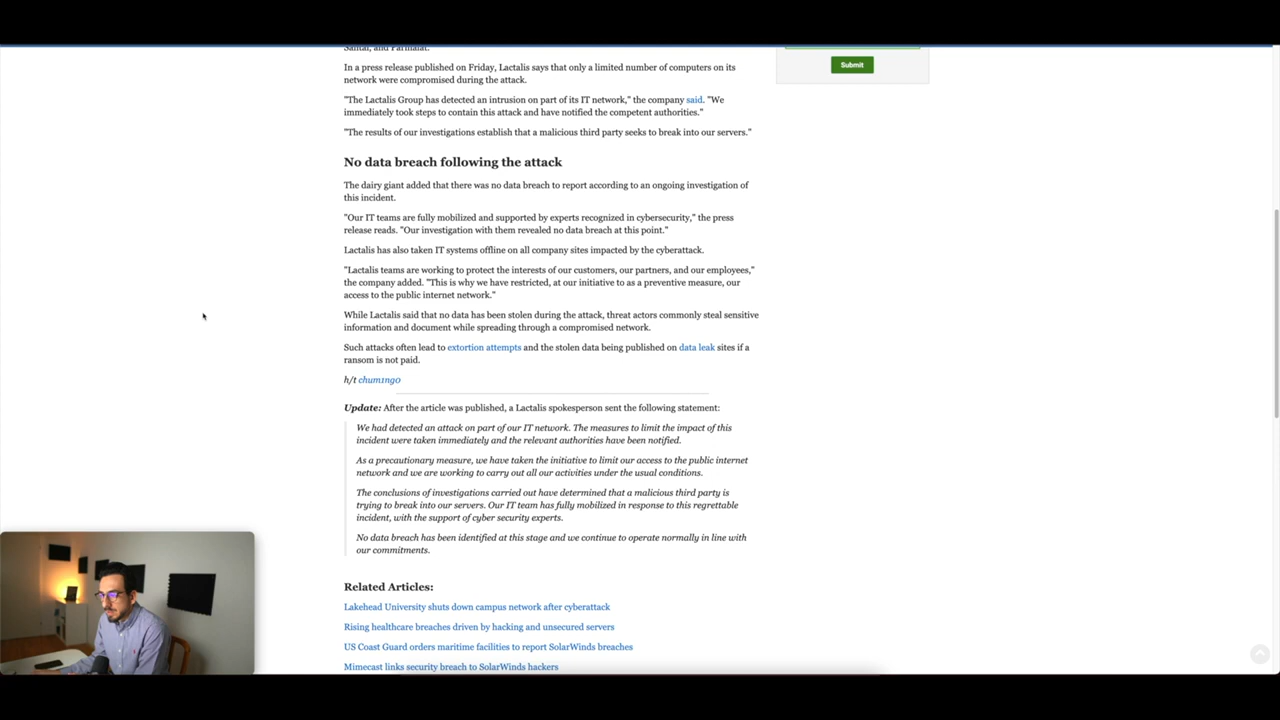 Santal, and Parmalat.
Submit
In a press release published on Friday, Lactalis says that only a limited number of computers on its
network were compromised during the attack.
"The Lactalis Group has detected an intrusion on part of its IT network," the company said. "We
immediately took steps to contain this attack and have notified the competent authorities."
"The results of our investigations establish that a malicious third party seeks to break into our servers."
No data breach following the attack
The dairy giant added that there was no data breach to report according to an ongoing investigation of
this incident.
"Our IT teams are fully mobilized and supported by experts recognized in cybersecurity," the press
release reads. "Our investigation with them revealed no data breach at this point."
Lactalis has also taken IT systems offline on all company sites impacted by the cyberattack.
"Lactalis teams are working to protect the interests of our customers, our partners, and our employees,"
the company added. "This is why we have restricted, at our initiative to as a preventive measure, our
access to the public internet network."
While Lactalis said that no data has been stolen during the attack, threat actors commonly steal sensitive
information and document while spreading through a compromised network.
Such attacks often lead to extortion attempts and the stolen data being published on data leak sites if a
ransom is not paid.
h/t chum1ng0
Update: After the article was published, a Lactalis spokesperson sent the following statement:
We had detected an attack on part of our IT network. The measures to limit the impact of this
incident were taken immediately and the relevant authorities have been notified.
As a precautionary measure, we have taken the initiative to limit our access to the public internet
network and we are working to carry out all our activities under the usual conditions.
The conclusions of investigations carried out have determined that a malicious third party is
trying to break into our servers. Our IT team has fully mobilized in response to this regrettable
incident, with the support of cyber security experts.
No data breach has been identified at this stage and we continue to operate normally in line with
our commitments.
Related Articles:
Lakehead University shuts down campus network after cyberattack
Rising healthcare breaches driven by hacking and unsecured servers
US Coast Guard orders maritime facilities to report SolarWinds breaches
Mimecast links security breach to SolarWinds hackers